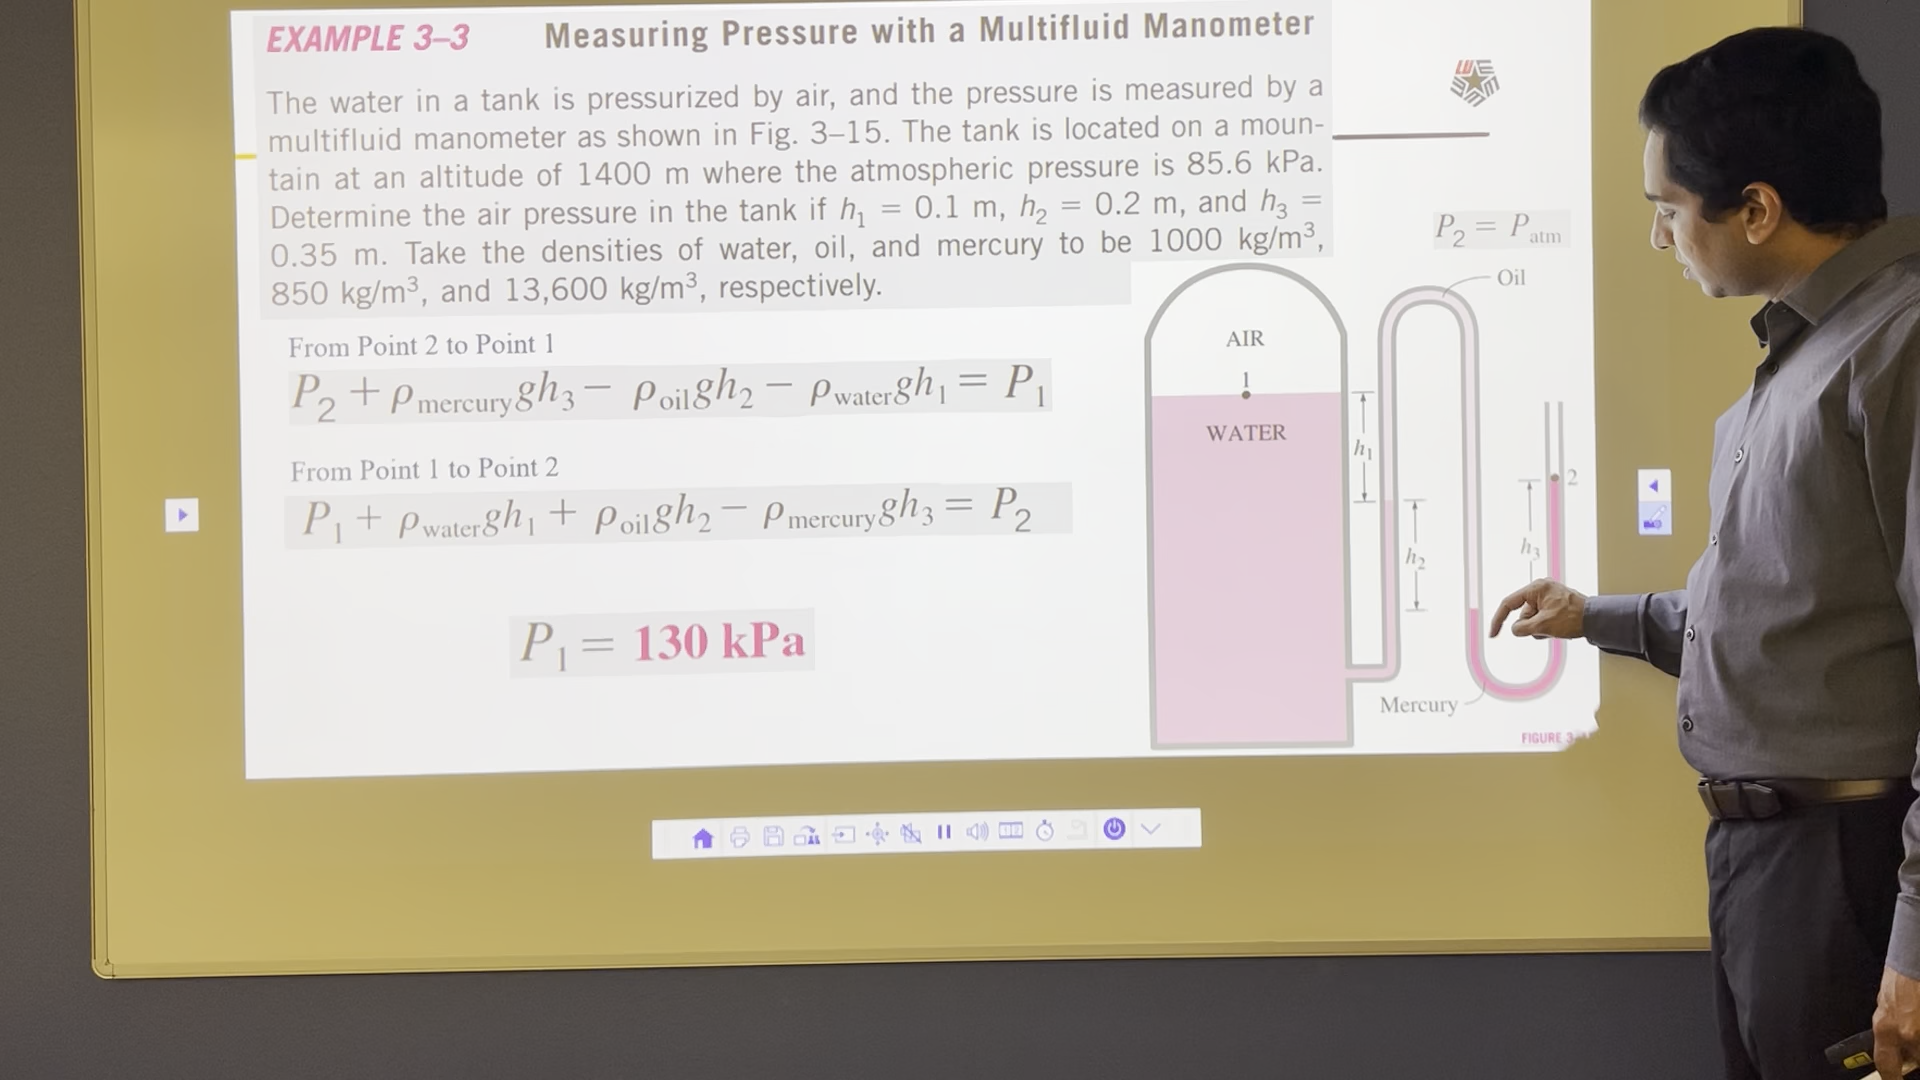 EXAMPLE 3–3 Measuring Pressure with a Multifluid Manometer
The water in a tank is pressurized by air, and the pressure is measured by a
multifluid manometer as shown in Fig. 3–15. The tank is located on a moun-
tain at an altitude of 1400 m where the atmospheric pressure is 85.6 kPa.
Determine the air pressure in the tank if h₁ = 0.1 m, h₂ = 0.2 m, and h₃ =
0.35 m. Take the densities of water, oil, and mercury to be 1000 kg/m³,
850 kg/m³, and 13,600 kg/m³, respectively.
From Point 2 to Point 1
P₂ + ρmercurygh₃ − ρoilgh₂ − ρwatergh₁ = P₁
From Point 1 to Point 2
P₁ + ρwatergh₁ + ρoilgh₂ − ρmercurygh₃ = P₂
P₁ = 130 kPa
P₂ = Patm
Oil
AIR
1
WATER
h₁
2
h₂
h₃
Mercury
FIGURE